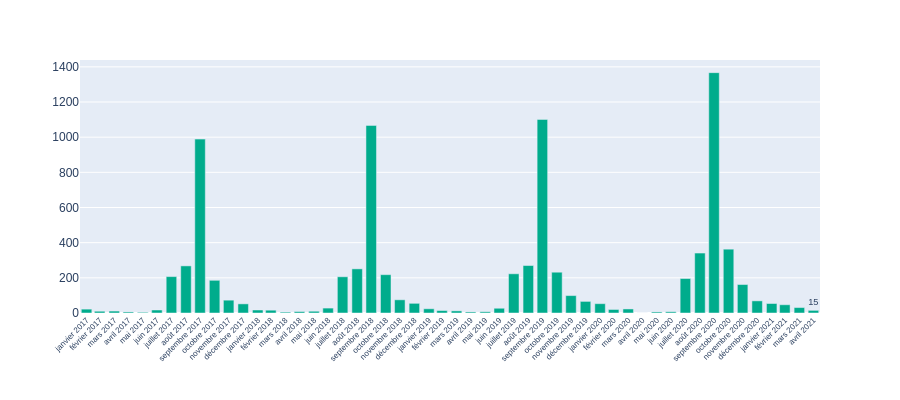 1400
1200
1000
800
600
400
200
0
15
janvier 2017
février 2017
mars 2017
avril 2017
mai 2017
juin 2017
juillet 2017
août 2017
septembre 2017
octobre 2017
novembre 2017
décembre 2017
janvier 2018
février 2018
mars 2018
avril 2018
mai 2018
juin 2018
juillet 2018
août 2018
septembre 2018
octobre 2018
novembre 2018
décembre 2018
janvier 2019
février 2019
mars 2019
avril 2019
mai 2019
juin 2019
juillet 2019
août 2019
septembre 2019
octobre 2019
novembre 2019
décembre 2019
janvier 2020
février 2020
mars 2020
avril 2020
mai 2020
juin 2020
juillet 2020
août 2020
septembre 2020
octobre 2020
novembre 2020
décembre 2020
janvier 2021
février 2021
mars 2021
avril 2021